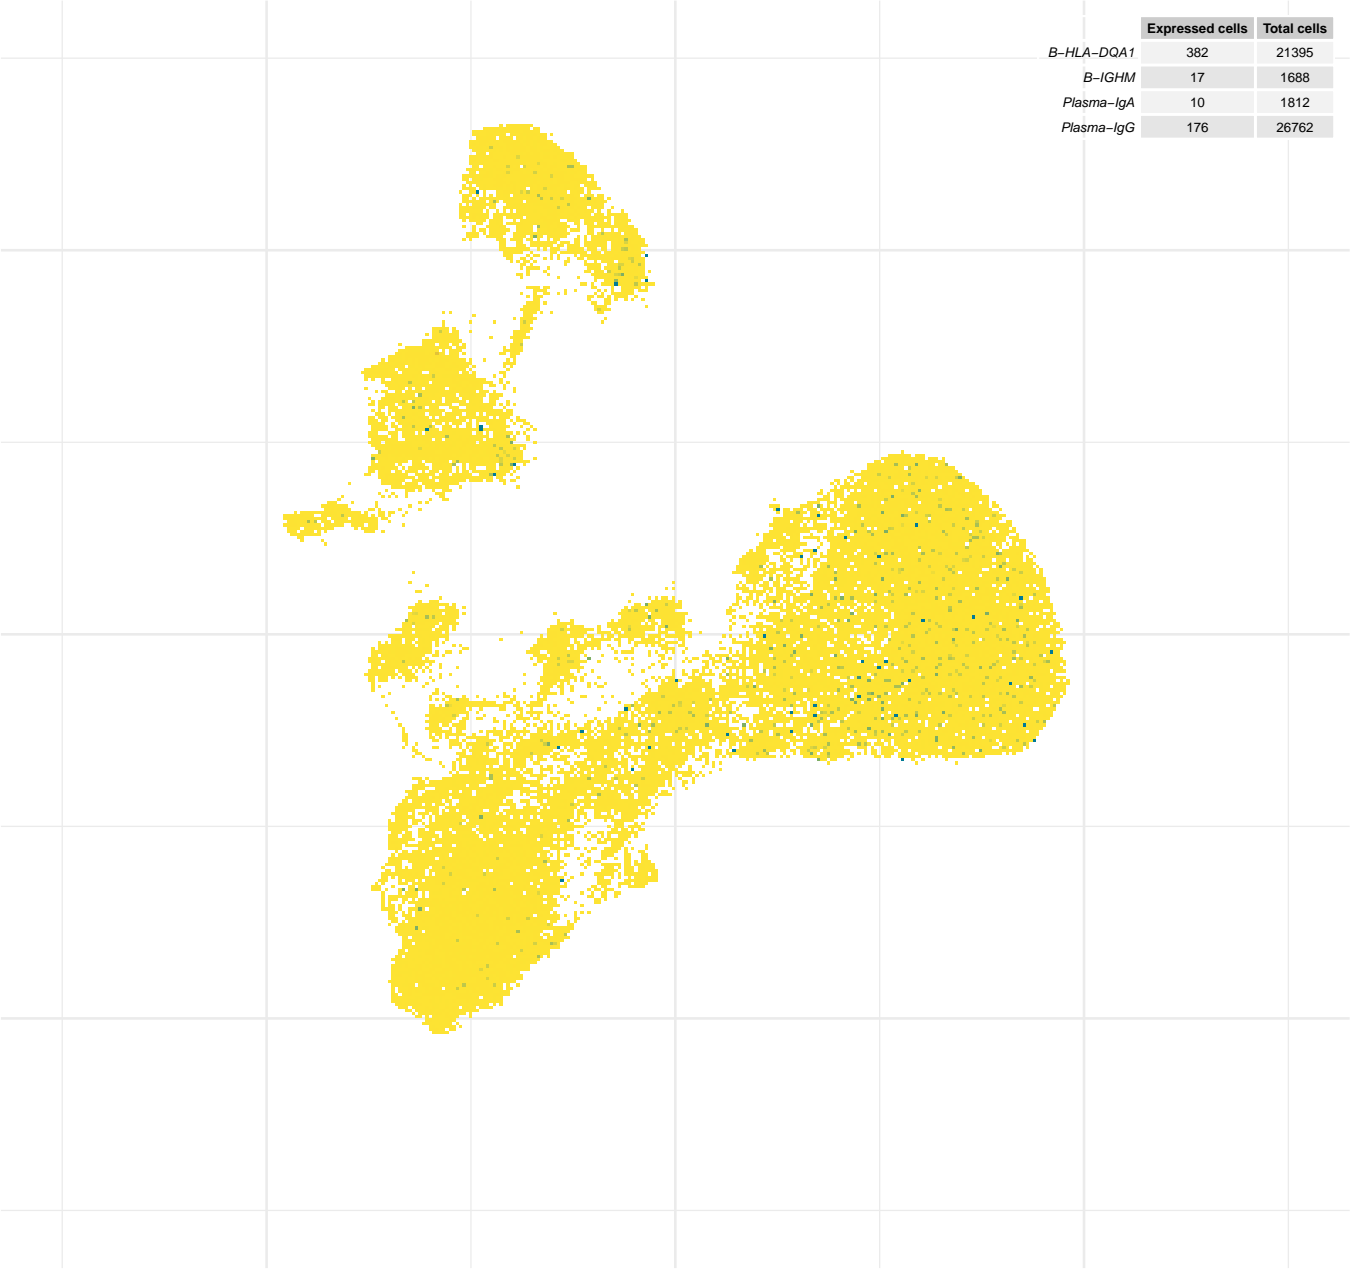 Expressed cells Total cells
B−HLA−DQA1 382 21395
B−IGHM 17 1688
Plasma−IgA 10 1812
Plasma−IgG 176 26762